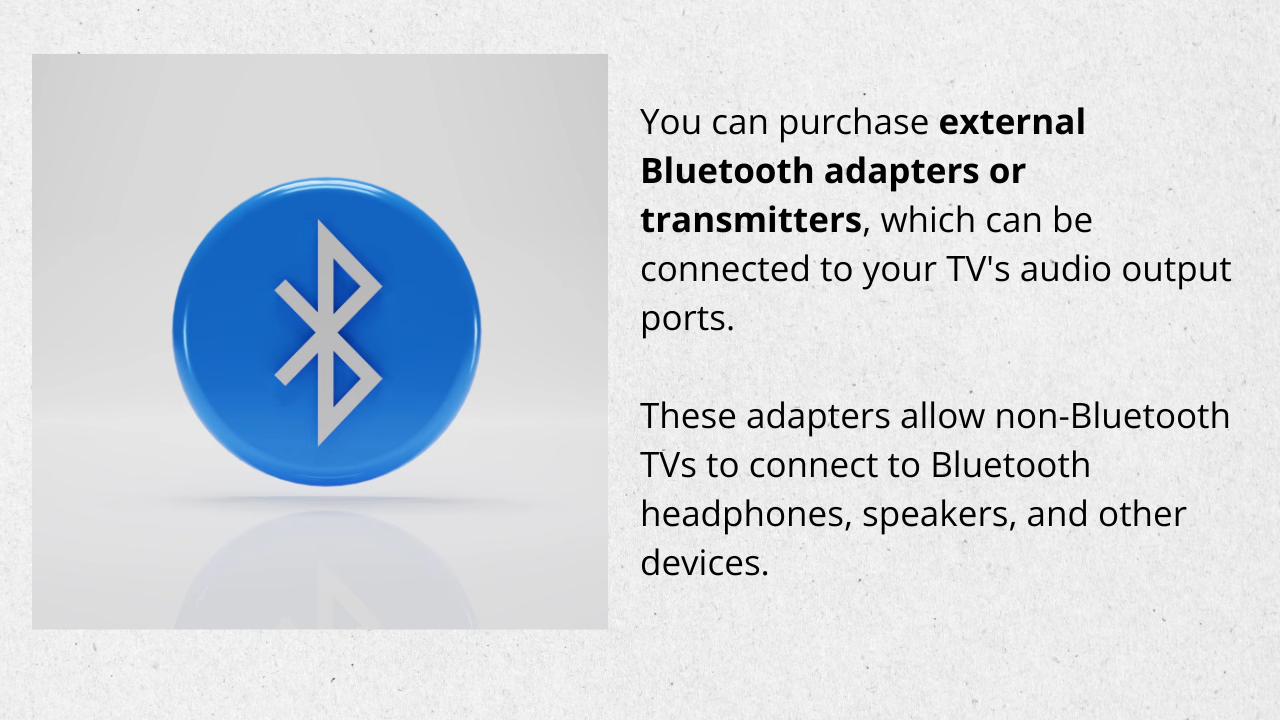 You can purchase external
Bluetooth adapters or
transmitters, which can be
connected to your TV's audio output
ports.
These adapters allow non-Bluetooth
TVs to connect to Bluetooth
headphones, speakers, and other
devices.